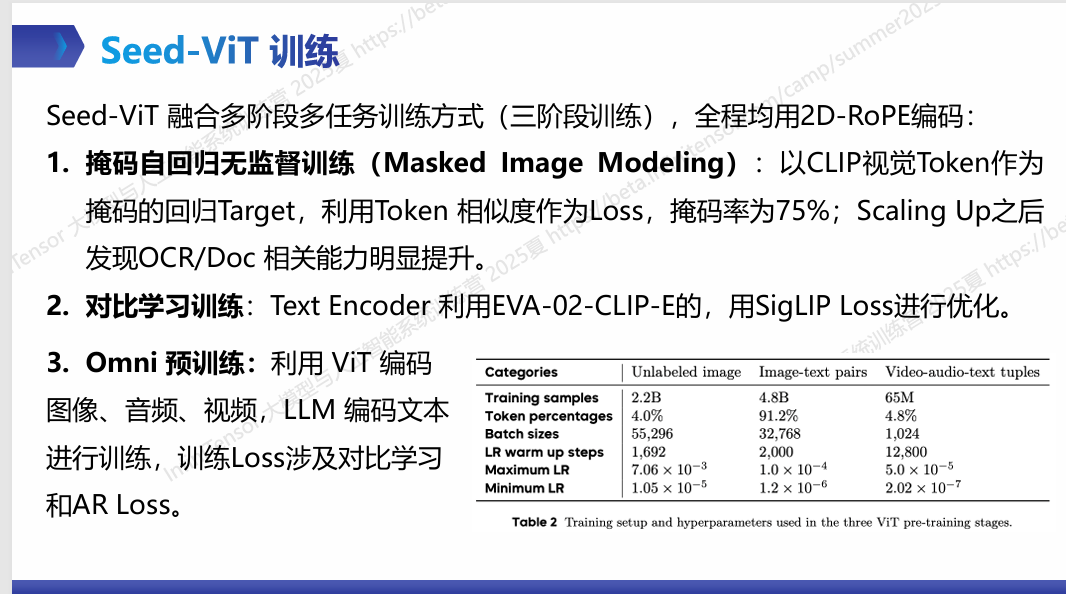 Seed-ViT 训练
Seed-ViT 融合多阶段多任务训练方式（三阶段训练），全程均用2D-RoPE编码：
1. 掩码自回归无监督训练（Masked Image Modeling）：以CLIP视觉Token作为
掩码的回归Target，利用Token 相似度作为Loss，掩码率为75%；Scaling Up之后
发现OCR/Doc 相关能力明显提升。
2. 对比学习训练：Text Encoder 利用EVA-02-CLIP-E的，用SigLIP Loss进行优化。
3. Omni 预训练：利用 ViT 编码
图像、音频、视频，LLM 编码文本
进行训练，训练Loss涉及对比学习
和AR Loss。
Categories Unlabeled image Image-text pairs Video-audio-text tuples
Training samples 2.2B 4.8B 65M
Token percentages 4.0% 91.2% 4.8%
Batch sizes 55,296 32,768 1,024
LR warm up steps 1,692 2,000 12,800
Maximum LR 7.06 × 10⁻³ 1.0 × 10⁻⁴ 5.0 × 10⁻⁵
Minimum LR 1.05 × 10⁻⁵ 1.2 × 10⁻⁶ 2.02 × 10⁻⁷
Table 2 Training setup and hyperparameters used in the three ViT pre-training stages.